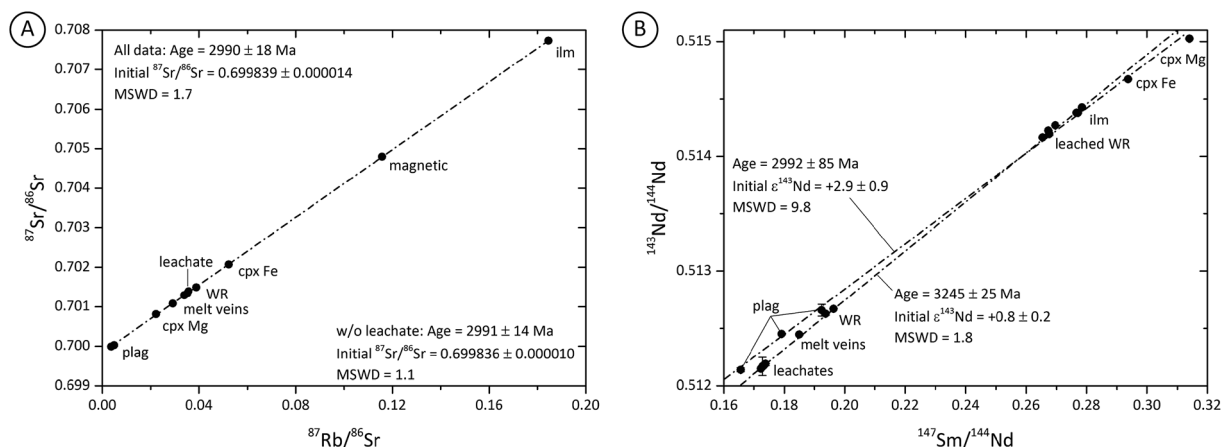 A
0.708
0.707
0.706
0.705
0.704
0.703
0.702
0.701
0.700
0.699
⁸⁷Sr/⁸⁶Sr
All data: Age = 2990 ± 18 Ma
Initial ⁸⁷Sr/⁸⁶Sr = 0.699839 ± 0.000014
MSWD = 1.7
ilm
magnetic
leachate
cpx Fe
WR
melt veins
cpx Mg
plag
w/o leachate: Age = 2991 ± 14 Ma
Initial ⁸⁷Sr/⁸⁶Sr = 0.699836 ± 0.000010
MSWD = 1.1
0.00 0.04 0.08 0.12 0.16 0.20
⁸⁷Rb/⁸⁶Sr
B
0.515
0.514
0.513
0.512
¹⁴³Nd/¹⁴⁴Nd
cpx Mg
cpx Fe
ilm
leached WR
Age = 2992 ± 85 Ma
Initial ε¹⁴³Nd = +2.9 ± 0.9
MSWD = 9.8
Age = 3245 ± 25 Ma
Initial ε¹⁴³Nd = +0.8 ± 0.2
MSWD = 1.8
plag
WR
melt veins
leachates
0.16 0.18 0.20 0.22 0.24 0.26 0.28 0.30 0.32
¹⁴⁷Sm/¹⁴⁴Nd